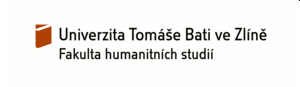 Univerzita Tomáše Bati ve Zlíně
Fakulta humanitních studií